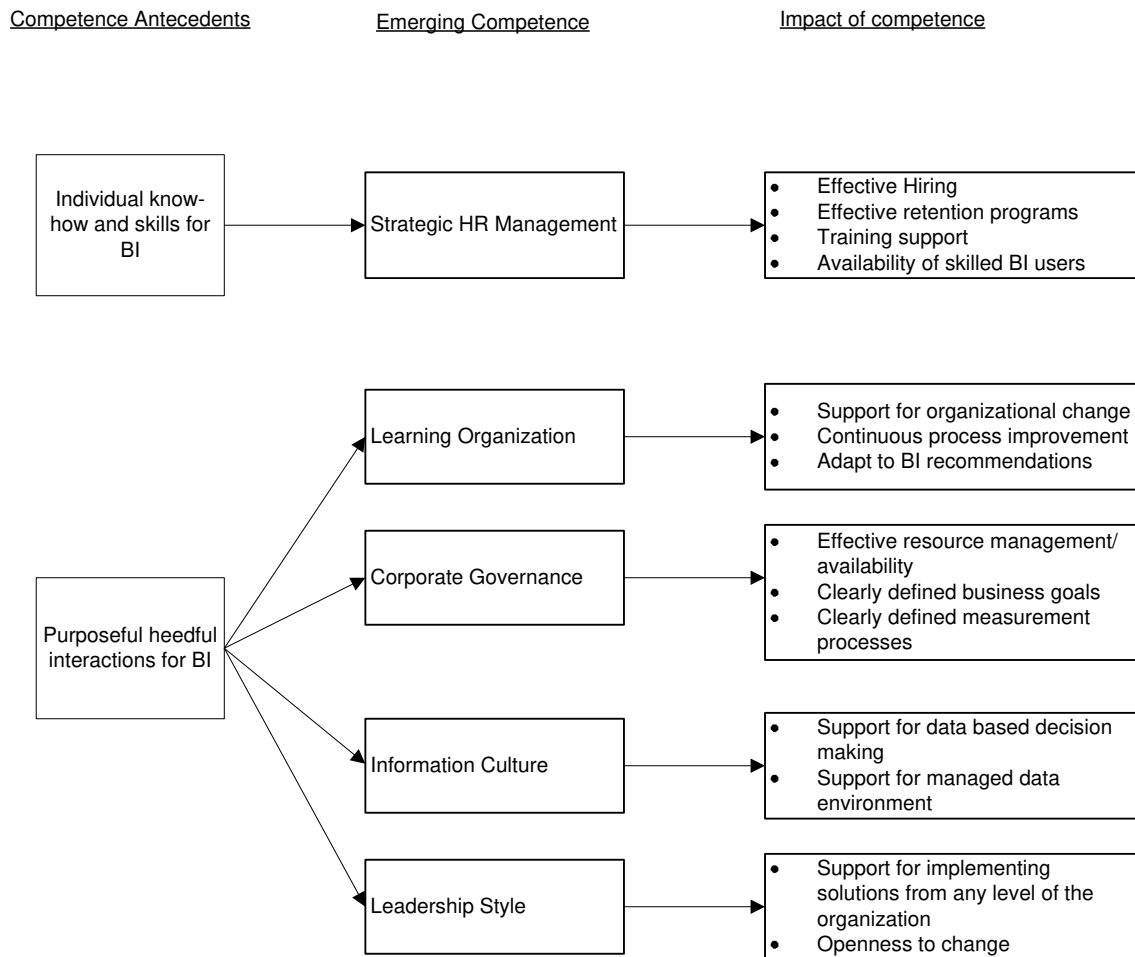 Competence Antecedents
Emerging Competence
Impact of competence
Individual know-
how and skills for
BI
Strategic HR Management
• Effective Hiring
• Effective retention programs
• Training support
• Availability of skilled BI users
Learning Organization
• Support for organizational change
• Continuous process improvement
• Adapt to BI recommendations
Corporate Governance
• Effective resource management/
availability
• Clearly defined business goals
• Clearly defined measurement
processes
Purposeful heedful
interactions for BI
Information Culture
• Support for data based decision
making
• Support for managed data
environment
Leadership Style
• Support for implementing
solutions from any level of the
organization
• Openness to change